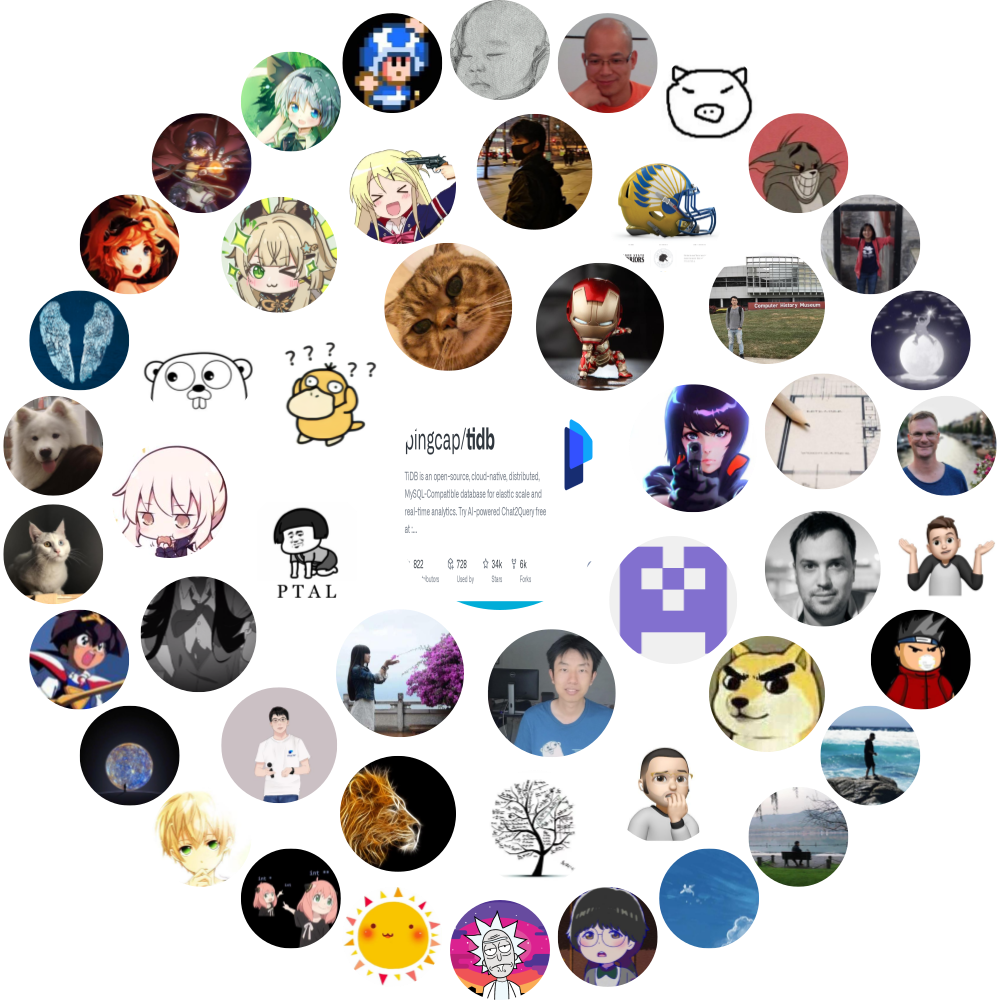 Computer History Museum
? ? ? ? ?
pingcap/tidb
TiDB is an open-source, cloud-native, distributed,
MySQL-Compatible database for elastic scale and
real-time analytics. Try AI-powered Chat2Query free
at :...
822
728
34k
6k
Used by
Stars
Forks
PTAL
int
int ++